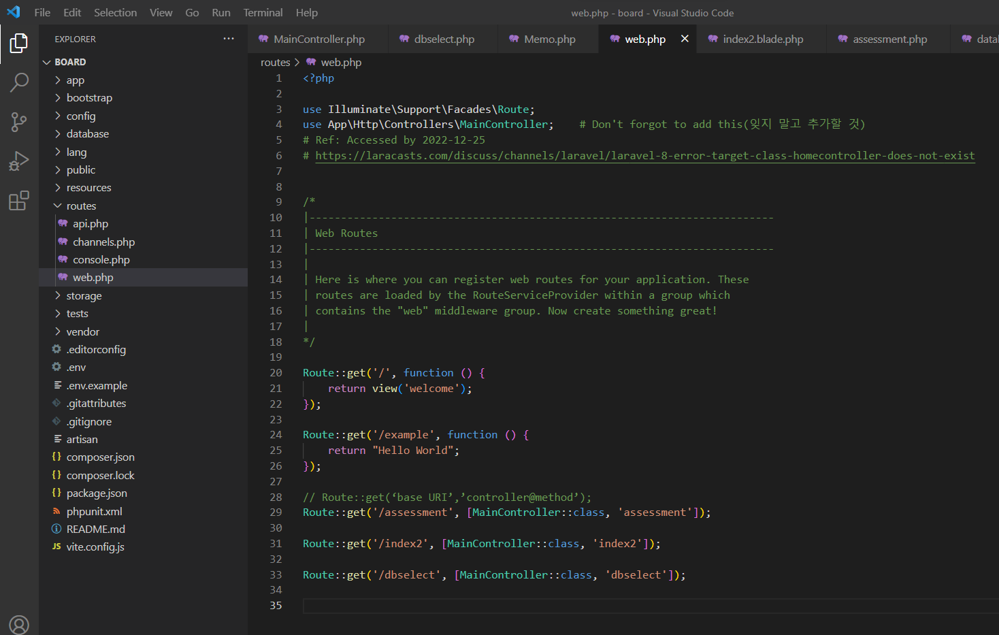 File Edit Selection View Go Run Terminal Help
web.php - board - Visual Studio Code
EXPLORER
BOARD
app
bootstrap
config
database
lang
public
resources
routes
api.php
channels.php
console.php
web.php
storage
tests
vendor
.editorconfig
.env
.env.example
.gitattributes
.gitignore
artisan
composer.json
composer.lock
package.json
phpunit.xml
README.md
vite.config.js
MainController.php dbselect.php Memo.php web.php index2.blade.php assessment.php
routes > web.php
1 <?php
2
3 use Illuminate\Support\Facades\Route;
4 use App\Http\Controllers\MainController;    # Don't forgot to add this(잊지 말고 추가할 것)
5 # Ref: Accessed by 2022-12-25
6 # https://laracasts.com/discuss/channels/laravel/laravel-8-error-target-class-homecontroller-does-not-exist
7
8
9 /*
10 |--------------------------------------------------------------------------
11 | Web Routes
12 |--------------------------------------------------------------------------
13 |
14 | Here is where you can register web routes for your application. These
15 | routes are loaded by the RouteServiceProvider within a group which
16 | contains the "web" middleware group. Now create something great!
17 |
18 */
19
20 Route::get('/', function () {
21     return view('welcome');
22 });
23
24 Route::get('/example', function () {
25     return "Hello World";
26 });
27
28 // Route::get(‘base URI’,’controller@method’);
29 Route::get('/assessment', [MainController::class, 'assessment']);
30
31 Route::get('/index2', [MainController::class, 'index2']);
32
33 Route::get('/dbselect', [MainController::class, 'dbselect']);
34
35